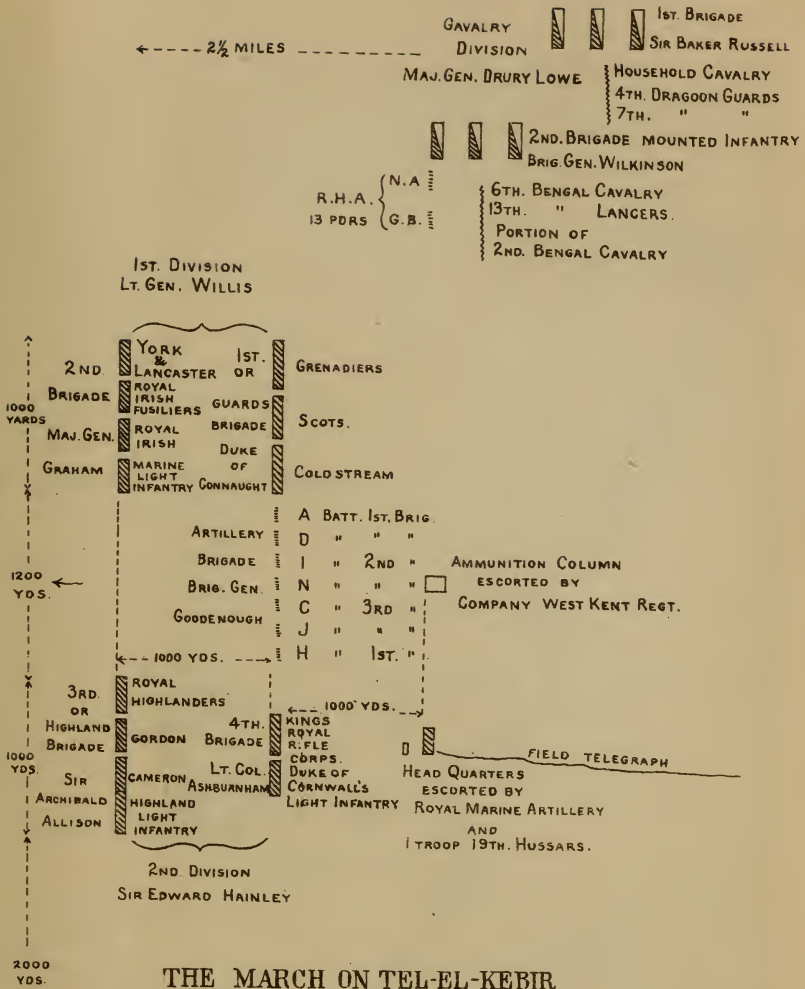 GAVALRY
DIVISION
MAJ. GEN. DRURY LOWE
1ST. BRIGADE
SIR BAKER RUSSELL
HOUSEHOLD CAVALRY
4TH. DRAGOON GUARDS
7TH. " "
2½ MILES
2ND. BRIGADE MOUNTED INFANTRY
BRIG. GEN. WILKINSON
R.H.A.
13 PDRS
N.A
G.B.
6TH. BENGAL CAVALRY
13TH. " LANCERS.
PORTION OF
2ND. BENGAL CAVALRY
1ST. DIVISION
LT. GEN. WILLIS
1000
YARDS
2ND.
BRIGADE
MAJ. GEN.
GRAHAM
YORK
&
LANCASTER
ROYAL
IRISH
FUSILIERS
ROYAL
IRISH
MARINE
LIGHT
INFANTRY
1ST.
OR
GUARDS
BRIGADE
DUKE
OF
CONNAUGHT
GRENADIERS
SCOTS.
COLDSTREAM
1200
YDS.
ARTILLERY
BRIGADE
BRIG. GEN.
GOODENOUGH
A BATT. 1ST. BRIG.
D " " "
I " 2ND "
N " " "
C " 3RD "
J " " "
H " 1ST. "
AMMUNITION COLUMN
ESCORTED BY
COMPANY WEST KENT REGT.
1000 YDS.
1000 YDS.
1000
YDS.
3RD.
OR
HIGHLAND
BRIGADE
SIR
ARCHIBALD
ALLISON
ROYAL
HIGHLANDERS
GORDON
CAMERON
HIGHLAND
LIGHT
INFANTRY
4TH.
BRIGADE
LT. COL.
ASHBURNHAM
KINGS
ROYAL
RIFLE
CORPS.
DUKE OF
CORNWALL'S
LIGHT INFANTRY
FIELD TELEGRAPH
HEAD QUARTERS
ESCORTED BY
ROYAL MARINE ARTILLERY
AND
1 TROOP 19TH. HUSSARS.
2ND DIVISION
SIR EDWARD HAINLEY
2000
YDS.
THE MARCH ON TEL-EL-KEBIR